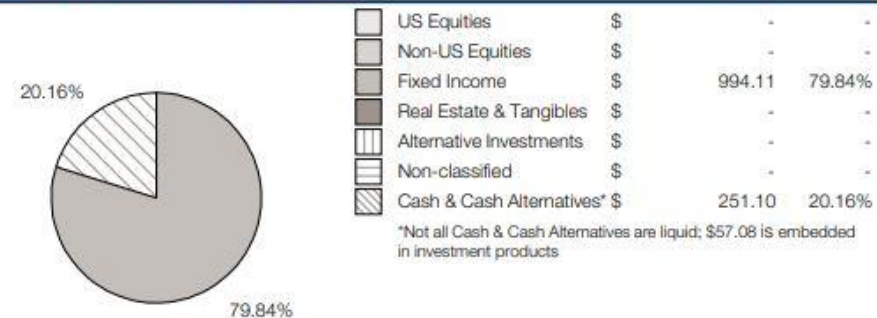 20.16%
79.84%
US Equities $ - -
Non-US Equities $ - -
Fixed Income $ 994.11 79.84%
Real Estate & Tangibles $ - -
Alternative Investments $ - -
Non-classified $ - -
Cash & Cash Alternatives* $ 251.10 20.16%
*Not all Cash & Cash Alternatives are liquid; $57.08 is embedded
in investment products